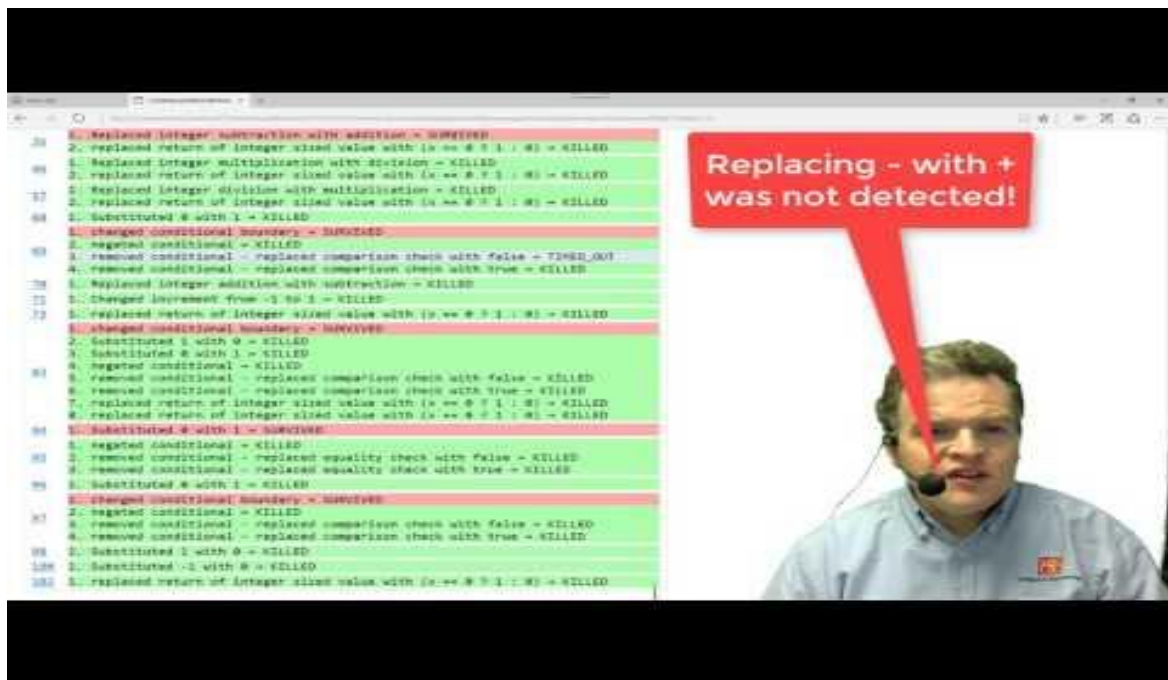 1. Replaced integer subtraction with addition → SURVIVED
2. replaced return of integer sized value with (x == 0 ? 1 : 0) → KILLED
1. Replaced integer multiplication with division → KILLED
2. replaced return of integer sized value with (x == 0 ? 1 : 0) → KILLED
1. Replaced integer division with multiplication → KILLED
2. replaced return of integer sized value with (x == 0 ? 1 : 0) → KILLED
1. Substituted 0 with 1 → KILLED
1. changed conditional boundary → SURVIVED
2. negated conditional → KILLED
3. removed conditional - replaced comparison check with false → TIMED_OUT
4. removed conditional - replaced comparison check with true → KILLED
1. Replaced integer addition with subtraction → KILLED
1. Changed increment from -1 to 1 → KILLED
1. replaced return of integer sized value with (x == 0 ? 1 : 0) → KILLED
1. changed conditional boundary → SURVIVED
2. Substituted 1 with 0 → KILLED
3. Substituted 0 with 1 → KILLED
4. negated conditional → KILLED
5. removed conditional - replaced comparison check with false → KILLED
6. removed conditional - replaced comparison check with true → KILLED
7. replaced return of integer sized value with (x == 0 ? 1 : 0) → KILLED
8. replaced return of integer sized value with (x == 0 ? 1 : 0) → KILLED
1. Substituted 0 with 1 → SURVIVED
1. negated conditional → KILLED
2. removed conditional - replaced equality check with false → KILLED
3. removed conditional - replaced equality check with true → KILLED
1. Substituted 0 with 1 → KILLED
1. changed conditional boundary → SURVIVED
2. negated conditional → KILLED
3. removed conditional - replaced comparison check with false → KILLED
4. removed conditional - replaced comparison check with true → KILLED
1. Substituted 1 with 0 → KILLED
1. Substituted -1 with 0 → KILLED
1. replaced return of integer sized value with (x == 0 ? 1 : 0) → KILLED
Replacing - with +
was not detected!